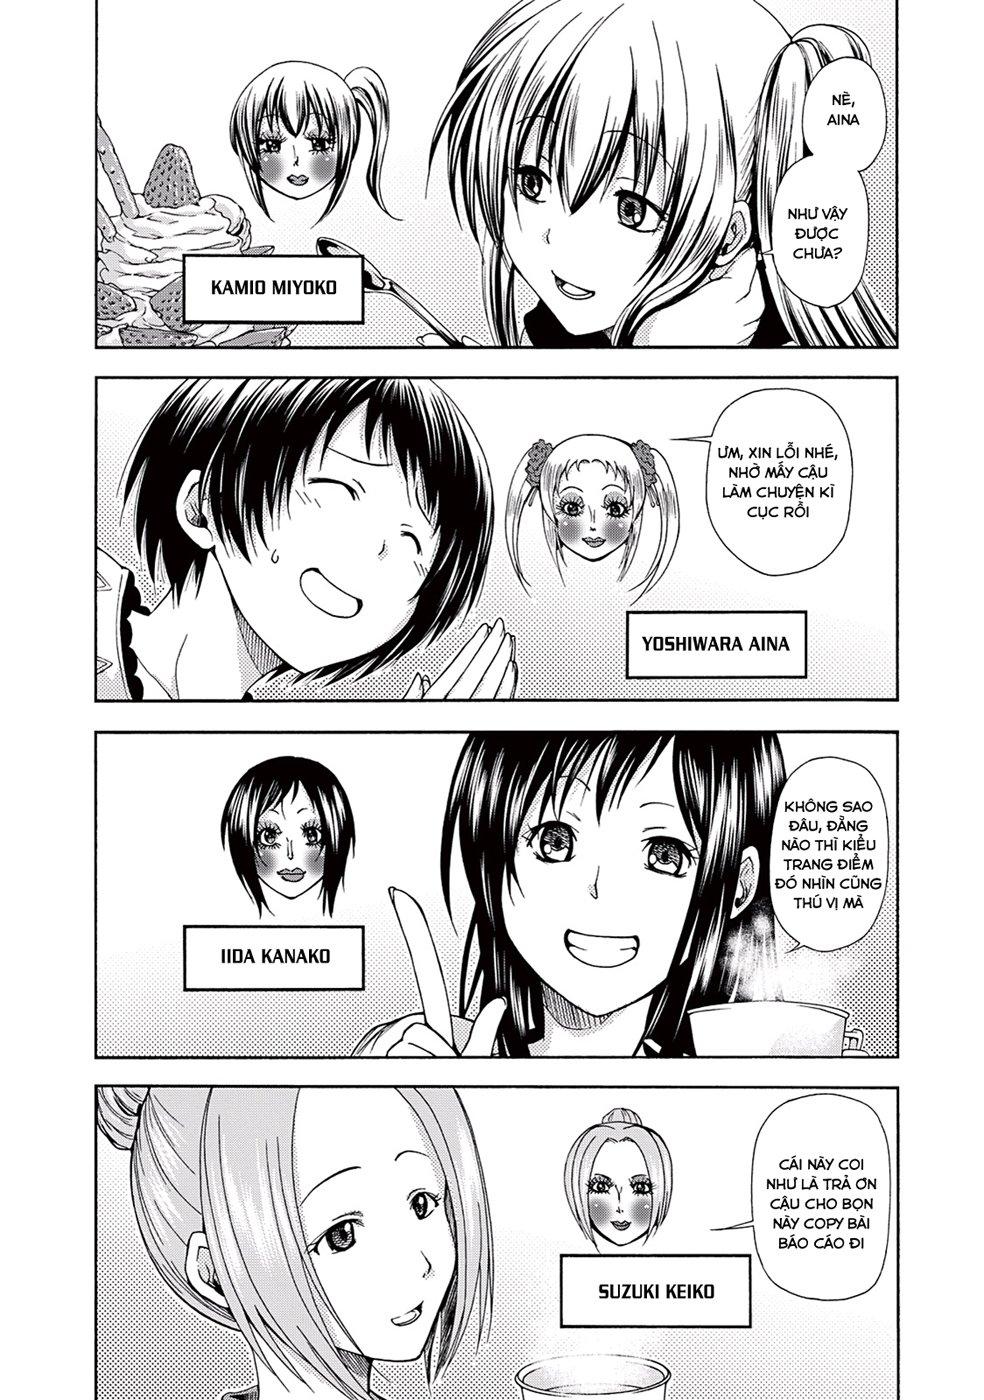 NÈ,
AINA
NHƯ VẬY
ĐƯỢC
CHƯA?
KAMIO MIYOKO
ƯM, XIN LỖI NHÉ,
NHỜ MẤY CẬU
LÀM CHUYỆN KÌ
CỤC RỒI
YOSHIWARA AINA
KHÔNG SAO
ĐÂU, ĐẰNG
NÀO THÌ KIỂU
TRANG ĐIỂM
ĐÓ NHÌN CŨNG
THÚ VỊ MÀ
IIDA KANAKO
CÁI NÀY COI
NHƯ LÀ TRẢ ƠN
CẬU CHO BỌN
NÀY COPY BÀI
BÁO CÁO ĐI
SUZUKI KEIKO